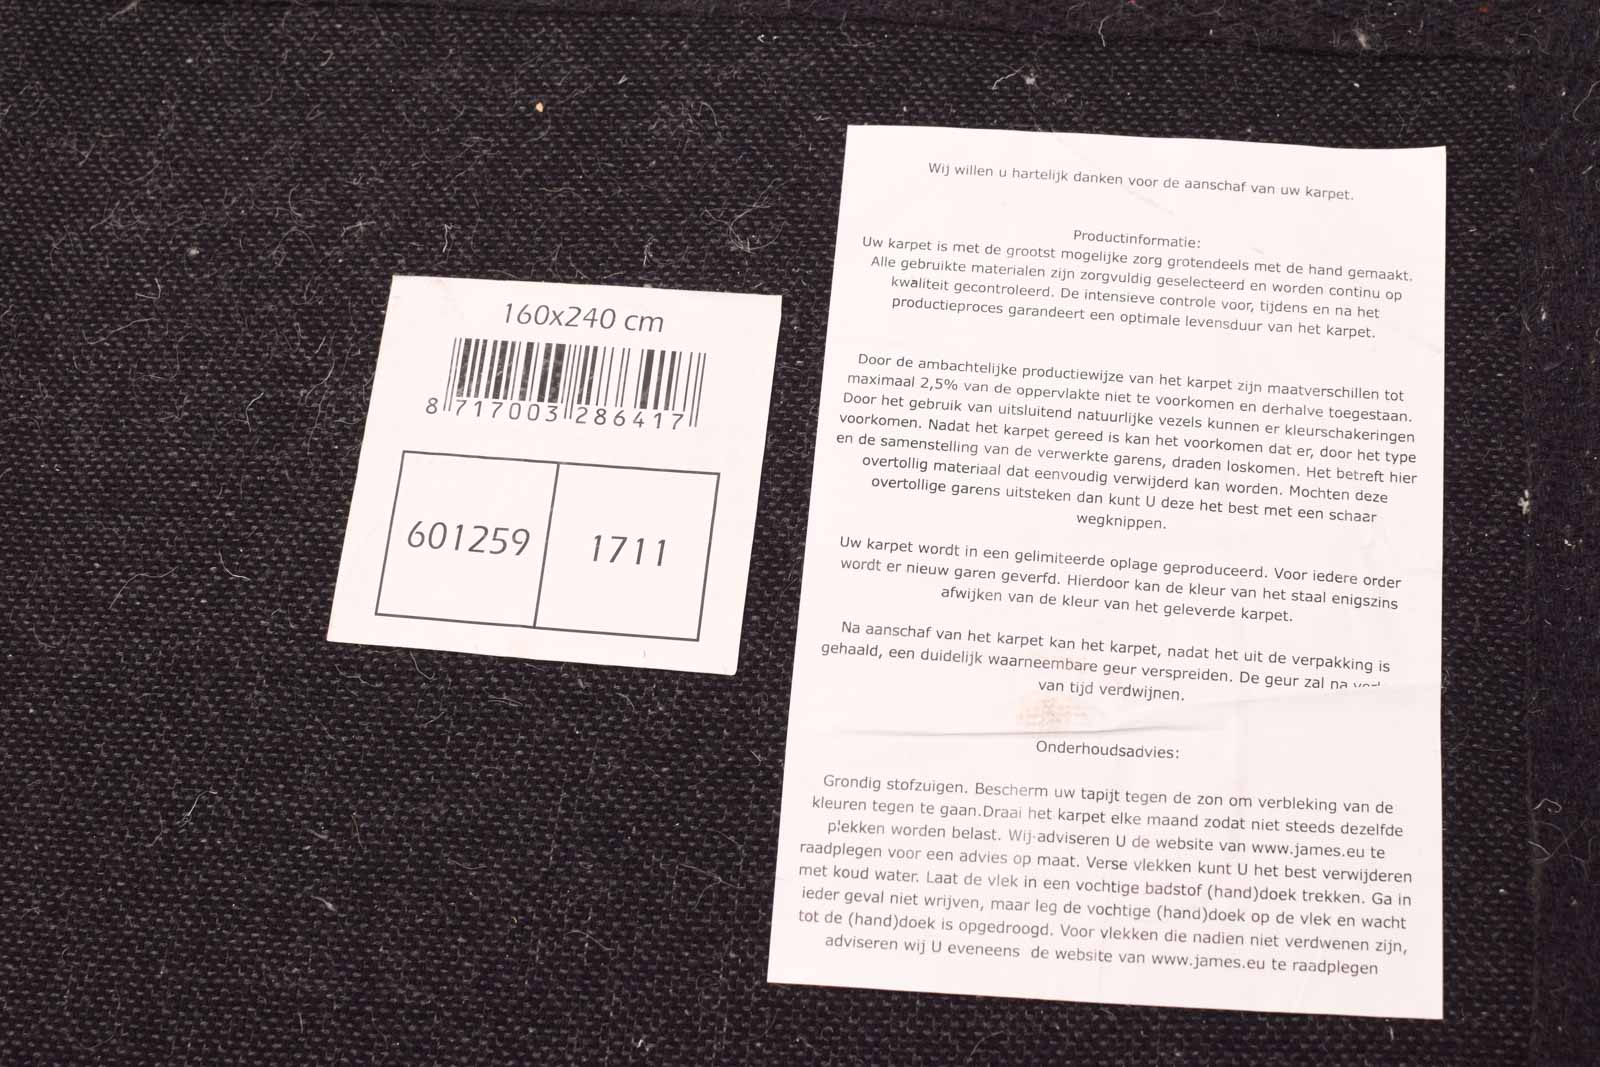 160x240 cm
8 717003 286417
601259 1711
Wij willen u hartelijk danken voor de aanschaf van uw karpet.
Productinformatie:
Uw karpet is met de grootst mogelijke zorg grotendeels met de hand gemaakt.
Alle gebruikte materialen zijn zorgvuldig geselecteerd en worden continu op
kwaliteit gecontroleerd. De intensieve controle voor, tijdens en na het
productieproces garandeert een optimale levensduur van het karpet.
Door de ambachtelijke productiewijze van het karpet zijn maatverschillen tot
maximaal 2,5% van de oppervlakte niet te voorkomen en derhalve toegestaan.
Door het gebruik van uitsluitend natuurlijke vezels kunnen er kleurschakeringen
voorkomen. Nadat het karpet gereed is kan het voorkomen dat er, door het type
en de samenstelling van de verwerkte garens, draden loskomen. Het betreft hier
overtollig materiaal dat eenvoudig verwijderd kan worden. Mochten deze
overtollige garens uitsteken dan kunt U deze het best met een schaar
wegknippen.
Uw karpet wordt in een gelimiteerde oplage geproduceerd. Voor iedere order
wordt er nieuw garen geverfd. Hierdoor kan de kleur van het staal enigszins
afwijken van de kleur van het geleverde karpet.
Na aanschaf van het karpet kan het karpet, nadat het uit de verpakking is
gehaald, een duidelijk waarneembare geur verspreiden. De geur zal na
van tijd verdwijnen.
Onderhoudsadvies:
Grondig stofzuigen. Bescherm uw tapijt tegen de zon om verbleking van de
kleuren tegen te gaan.Draai het karpet elke maand zodat niet steeds dezelfde
plekken worden belast. Wij adviseren U de website van www.james.eu te
raadplegen voor een advies op maat. Verse vlekken kunt U het best verwijderen
met koud water. Laat de vlek in een vochtige badstof (hand)doek trekken. Ga in
ieder geval niet wrijven, maar leg de vochtige (hand)doek op de vlek en wacht
tot de (hand)doek is opgedroogd. Voor vlekken die nadien niet verdwenen zijn,
adviseren wij U eveneens de website van www.james.eu te raadplegen